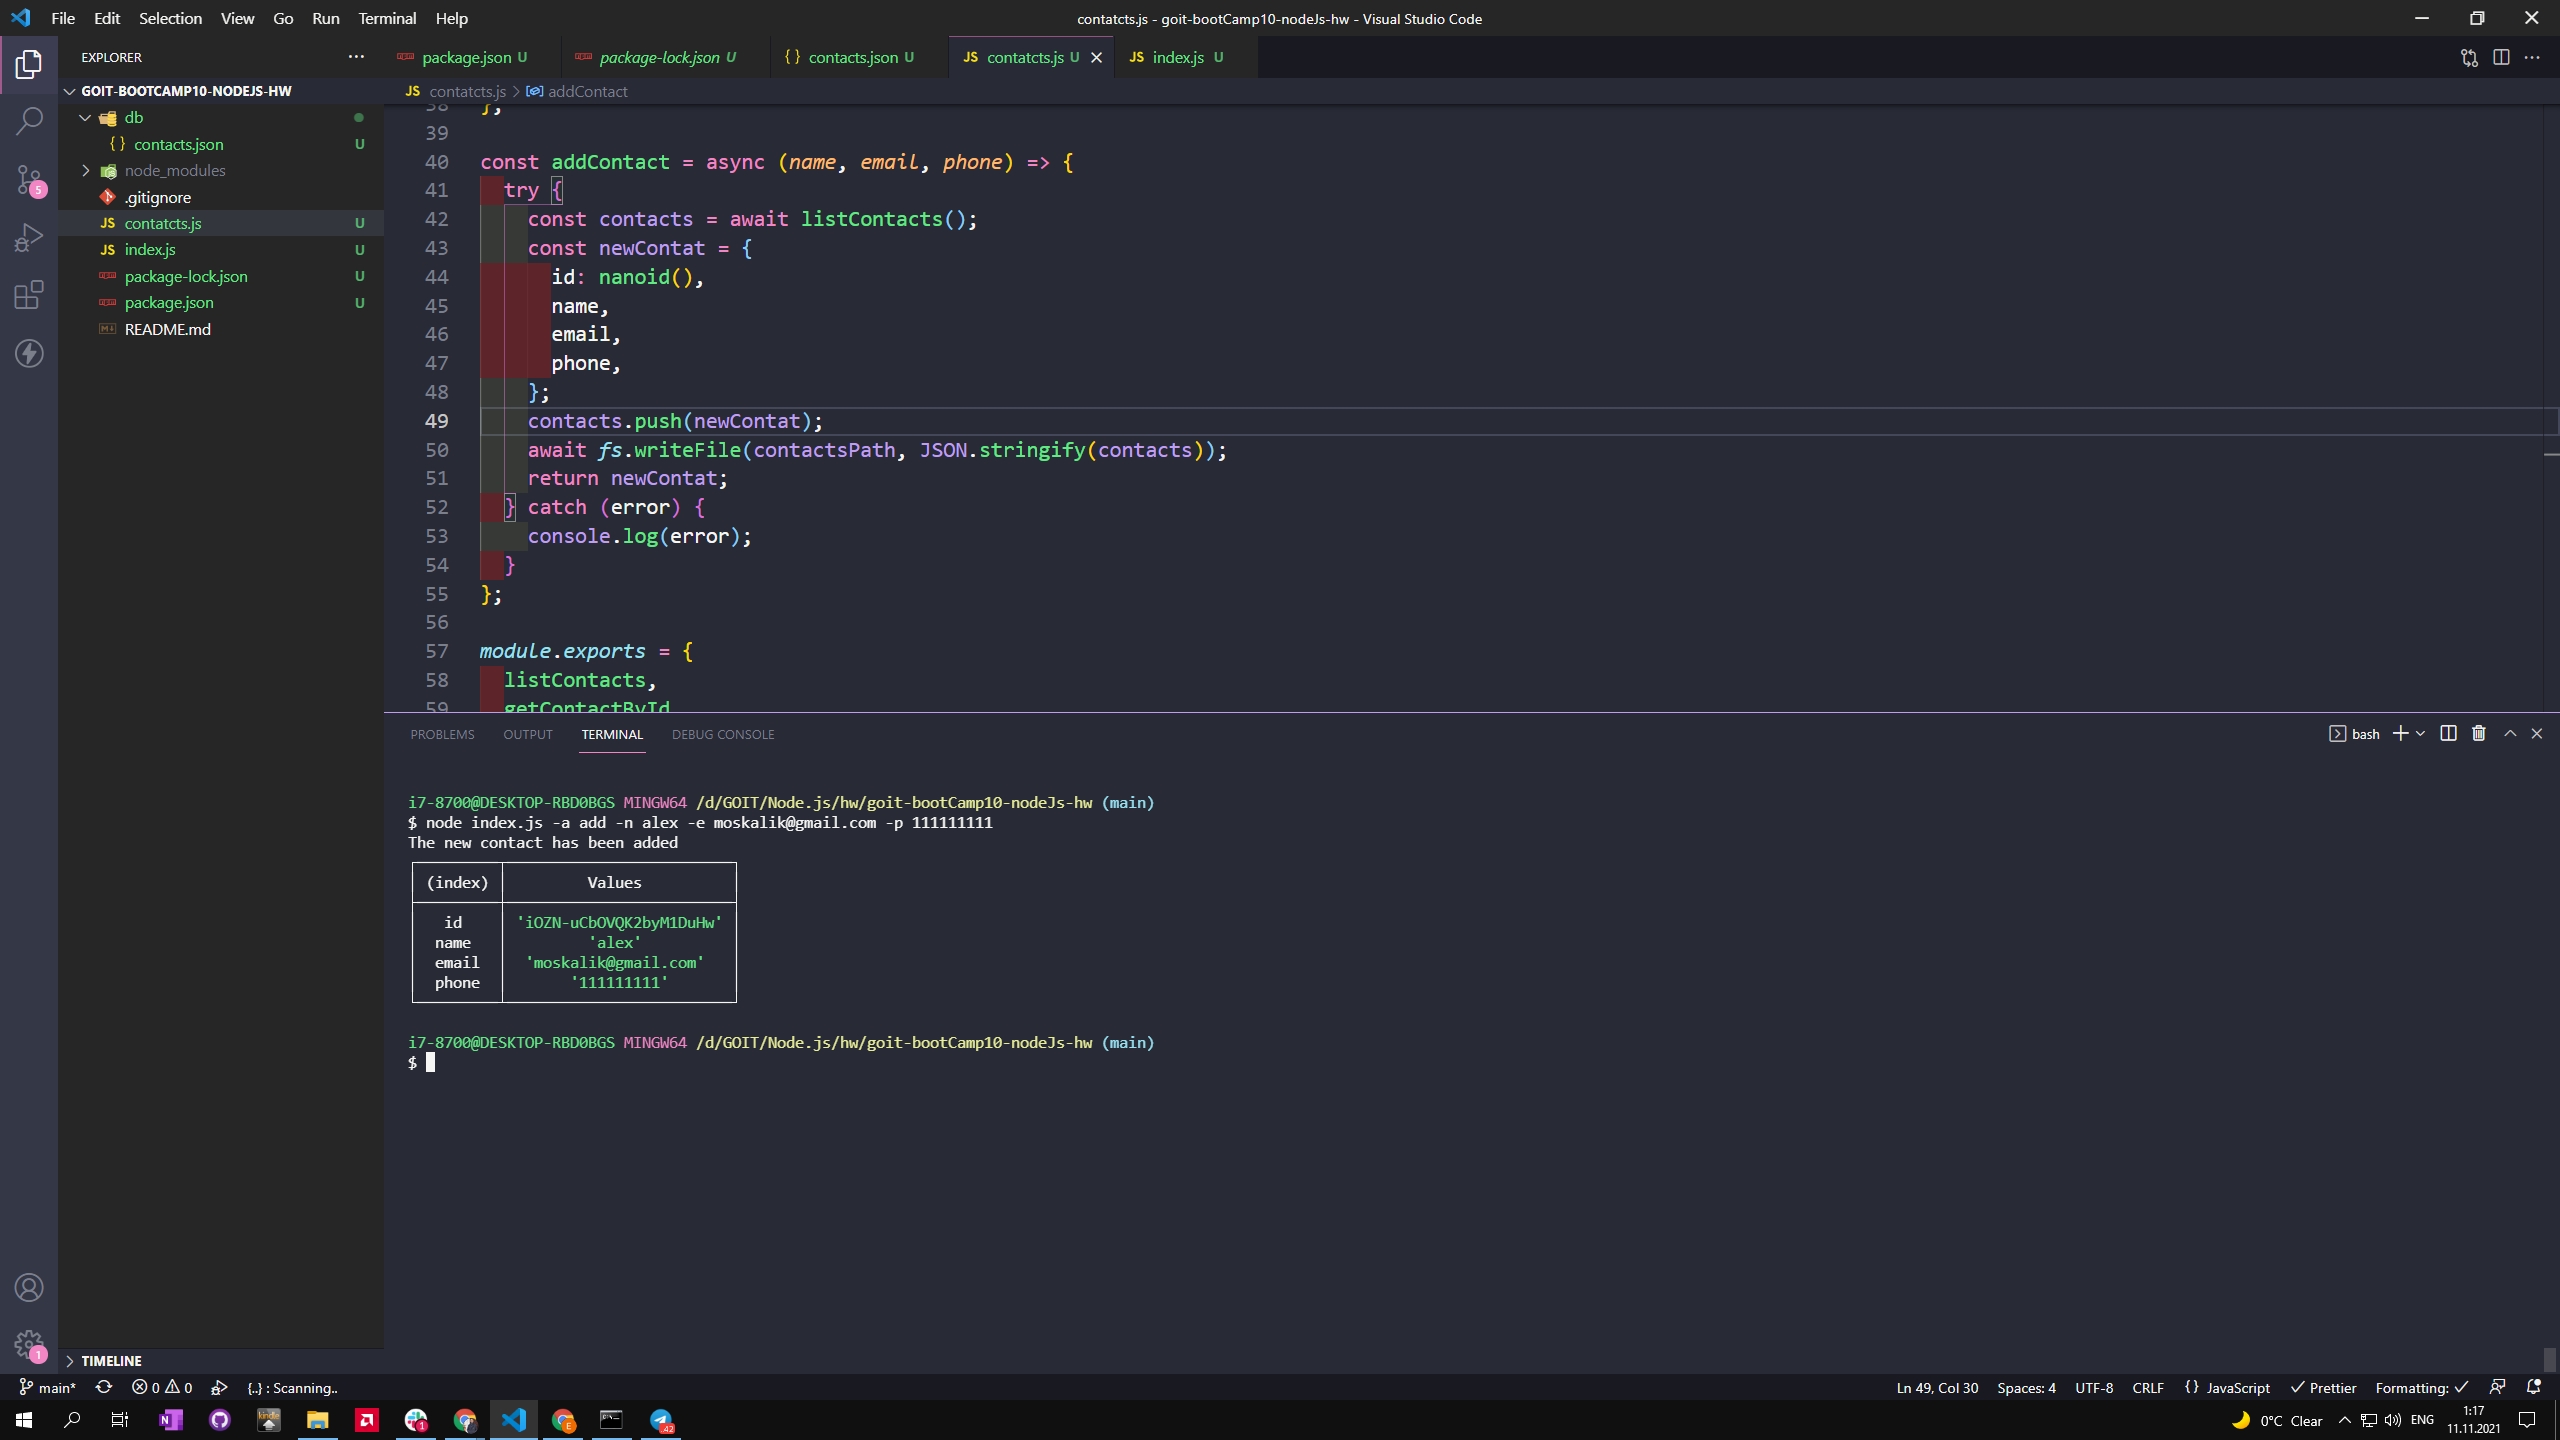 File Edit Selection View Go Run Terminal Help
contatcts.js - goit-bootCamp10-nodeJs-hw - Visual Studio Code
EXPLORER
package.json U
package-lock.json U
{} contacts.json U
JS contatcts.js U
JS index.js U
GOIT-BOOTCAMP10-NODEJS-HW
JS contatcts.js > addContact
db
{} contacts.json U
node_modules
.gitignore
JS contatcts.js U
JS index.js U
package-lock.json U
package.json U
README.md
5
38 };
39
40 const addContact = async (name, email, phone) => {
41 try {
42 const contacts = await listContacts();
43 const newContat = {
44 id: nanoid(),
45 name,
46 email,
47 phone,
48 };
49 contacts.push(newContat);
50 await fs.writeFile(contactsPath, JSON.stringify(contacts));
51 return newContat;
52 } catch (error) {
53 console.log(error);
54 }
55 };
56
57 module.exports = {
58 listContacts,
59 getContactById
PROBLEMS OUTPUT TERMINAL DEBUG CONSOLE
bash
i7-8700@DESKTOP-RBD0BGS MINGW64 /d/GOIT/Node.js/hw/goit-bootCamp10-nodeJs-hw (main)
$ node index.js -a add -n alex -e moskalik@gmail.com -p 111111111
The new contact has been added
(index) Values
id 'iOZN-uCbOVQK2byM1DuHw'
name 'alex'
email 'moskalik@gmail.com'
phone '111111111'
i7-8700@DESKTOP-RBD0BGS MINGW64 /d/GOIT/Node.js/hw/goit-bootCamp10-nodeJs-hw (main)
$
1
TIMELINE
main* 0 0 {..} : Scanning..
Ln 49, Col 30 Spaces: 4 UTF-8 CRLF {} JavaScript Prettier Formatting:
0°C Clear ENG
1:17
11.11.2021